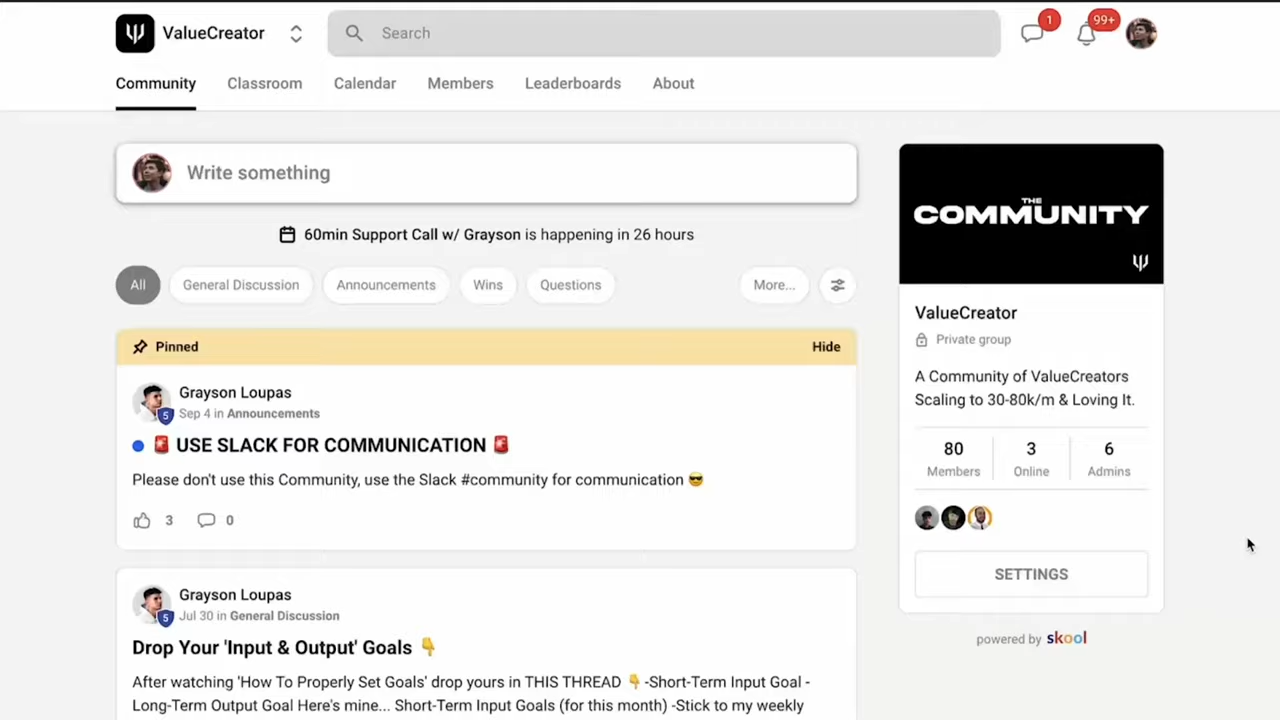 ValueCreator
Search
1
99+
Community Classroom Calendar Members Leaderboards About
Write something
60min Support Call w/ Grayson is happening in 26 hours
All General Discussion Announcements Wins Questions More...
Pinned Hide
Grayson Loupas
5
Sep 4 in Announcements
🚨 USE SLACK FOR COMMUNICATION 🚨
Please don't use this Community, use the Slack #community for communication 😎
3 0
Grayson Loupas
5
Jul 30 in General Discussion
Drop Your 'Input & Output' Goals 👇
After watching 'How To Properly Set Goals' drop yours in THIS THREAD 👇 -Short-Term Input Goal -
Long-Term Output Goal Here's mine... Short-Term Input Goals (for this month) -Stick to my weekly
THE
COMMUNITY
ValueCreator
Private group
A Community of ValueCreators
Scaling to 30-80k/m & Loving It.
80 3 6
Members Online Admins
SETTINGS
powered by skool